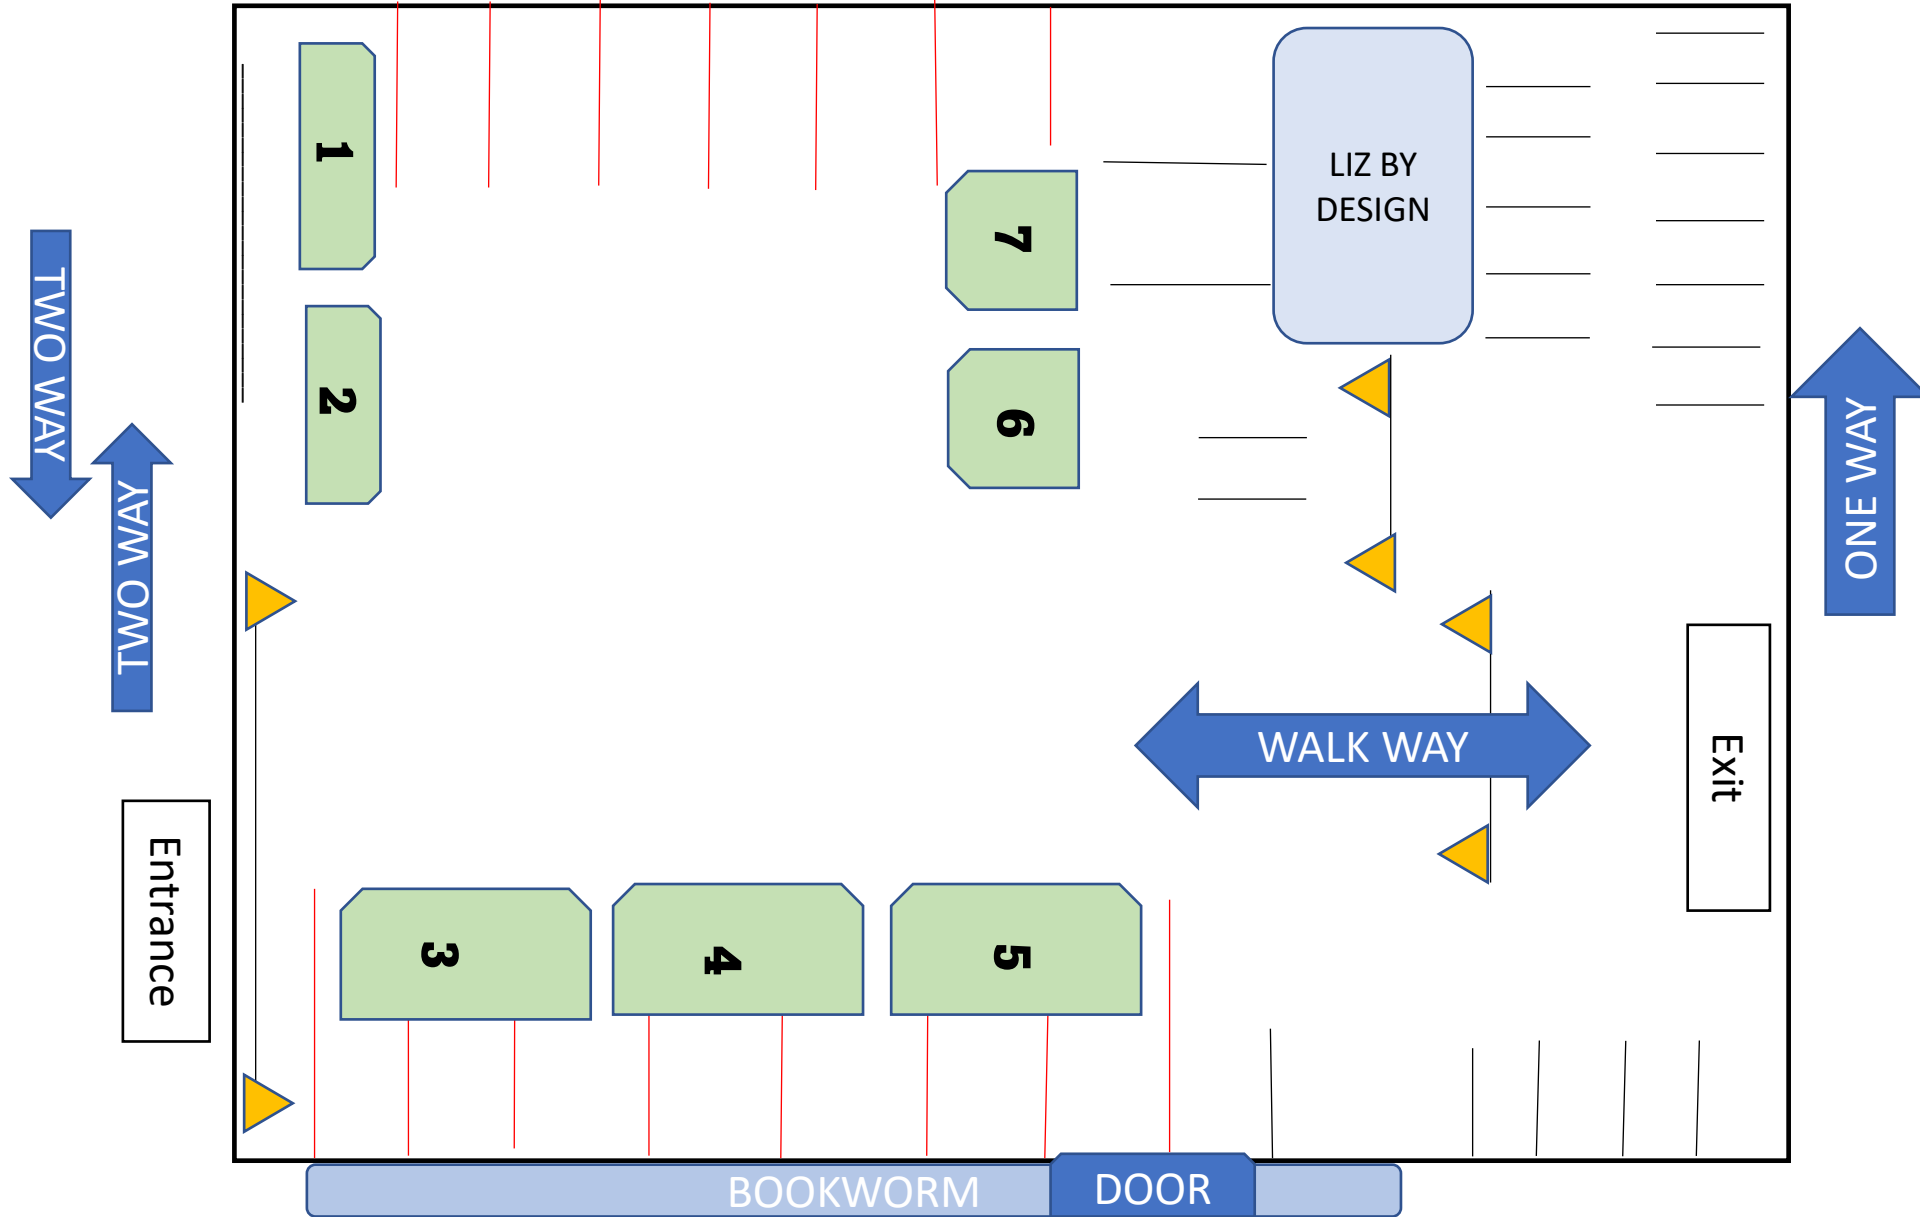 1
7
LIZ BY
DESIGN
TWO WAY
2
6
TWO WAY
ONE WAY
WALK WAY
Exit
Entrance
3
4
5
BOOKWORM
DOOR